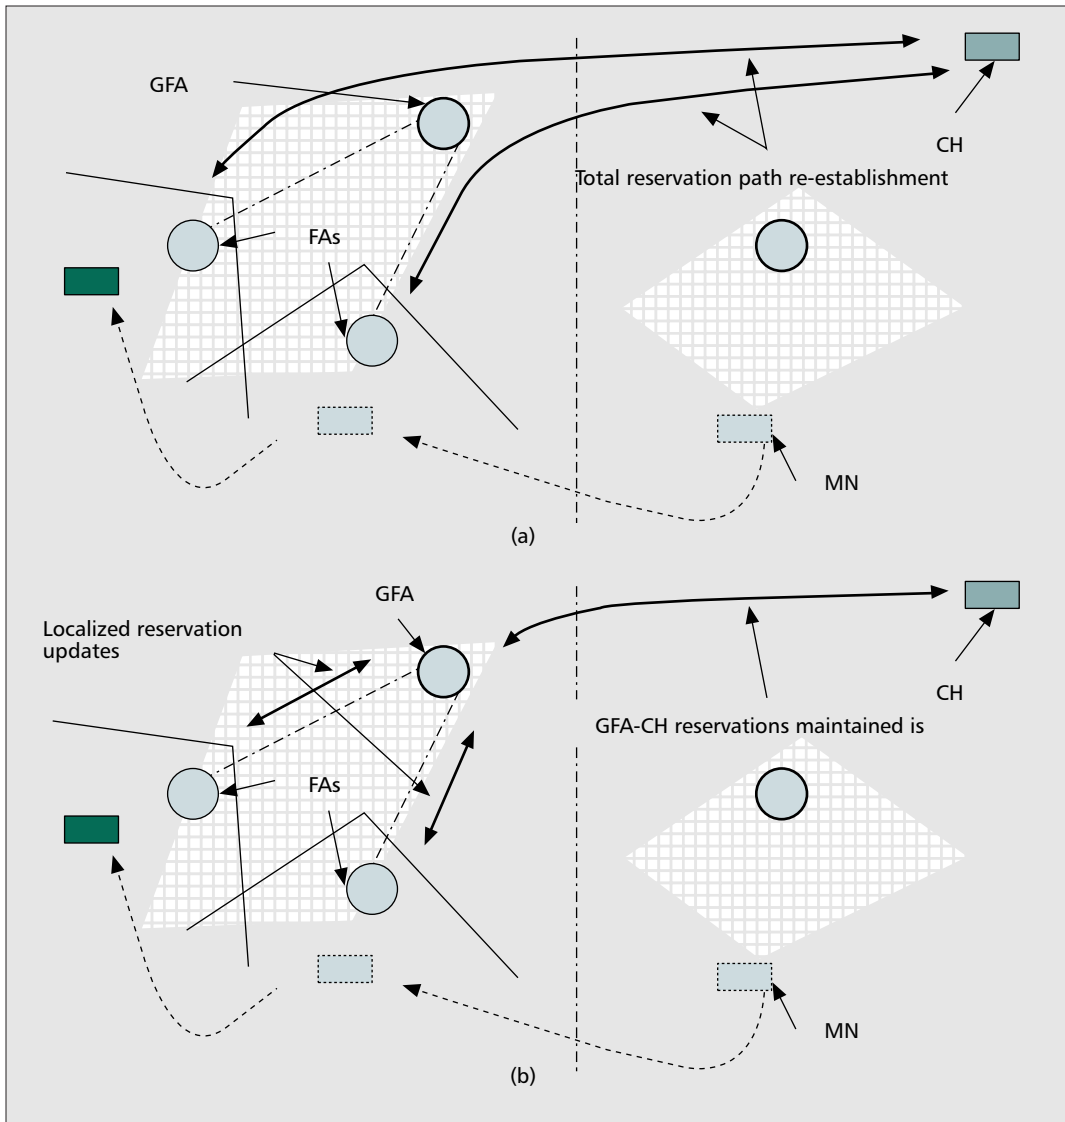 GFA
CH
Total reservation path re-establishment
FAs
MN
(a)
GFA
Localized reservation
updates
CH
GFA-CH reservations maintained is
FAs
MN
(b)